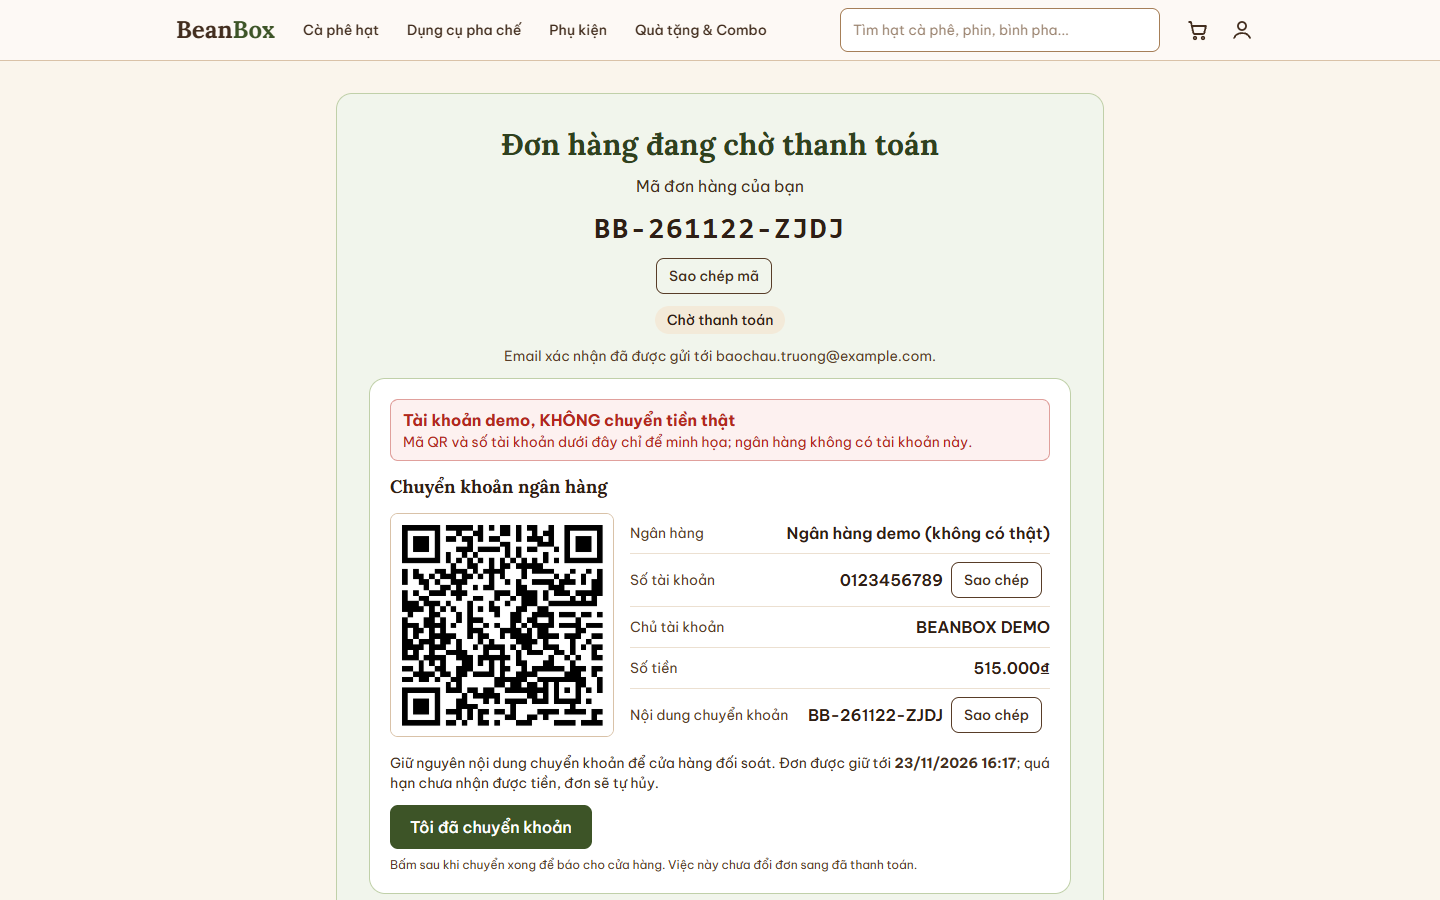 BeanBox Cà phê hạt Dụng cụ pha chế Phụ kiện Quà tặng & Combo Tìm hạt cà phê, phin, bình pha...
Đơn hàng đang chờ thanh toán
Mã đơn hàng của bạn
BB-261122-ZJDJ
Sao chép mã
Chờ thanh toán
Email xác nhận đã được gửi tới baochau.truong@example.com.
Tài khoản demo, KHÔNG chuyển tiền thật
Mã QR và số tài khoản dưới đây chỉ để minh họa; ngân hàng không có tài khoản này.
Chuyển khoản ngân hàng
Ngân hàng Ngân hàng demo (không có thật)
Số tài khoản 0123456789 Sao chép
Chủ tài khoản BEANBOX DEMO
Số tiền 515.000₫
Nội dung chuyển khoản BB-261122-ZJDJ Sao chép
Giữ nguyên nội dung chuyển khoản để cửa hàng đối soát. Đơn được giữ tới 23/11/2026 16:17; quá
hạn chưa nhận được tiền, đơn sẽ tự hủy.
Tôi đã chuyển khoản
Bấm sau khi chuyển xong để báo cho cửa hàng. Việc này chưa đổi đơn sang đã thanh toán.